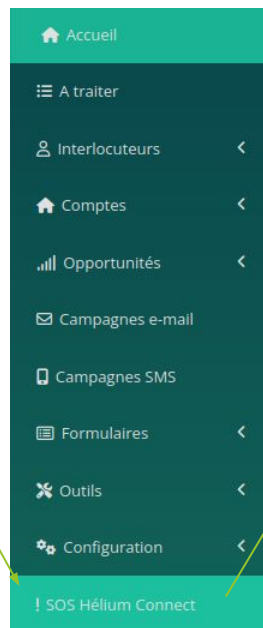 Accueil
A traiter
Interlocuteurs
Comptes
Opportunités
Campagnes e-mail
Campagnes SMS
Formulaires
Outils
Configuration
! SOS Hélium Connect